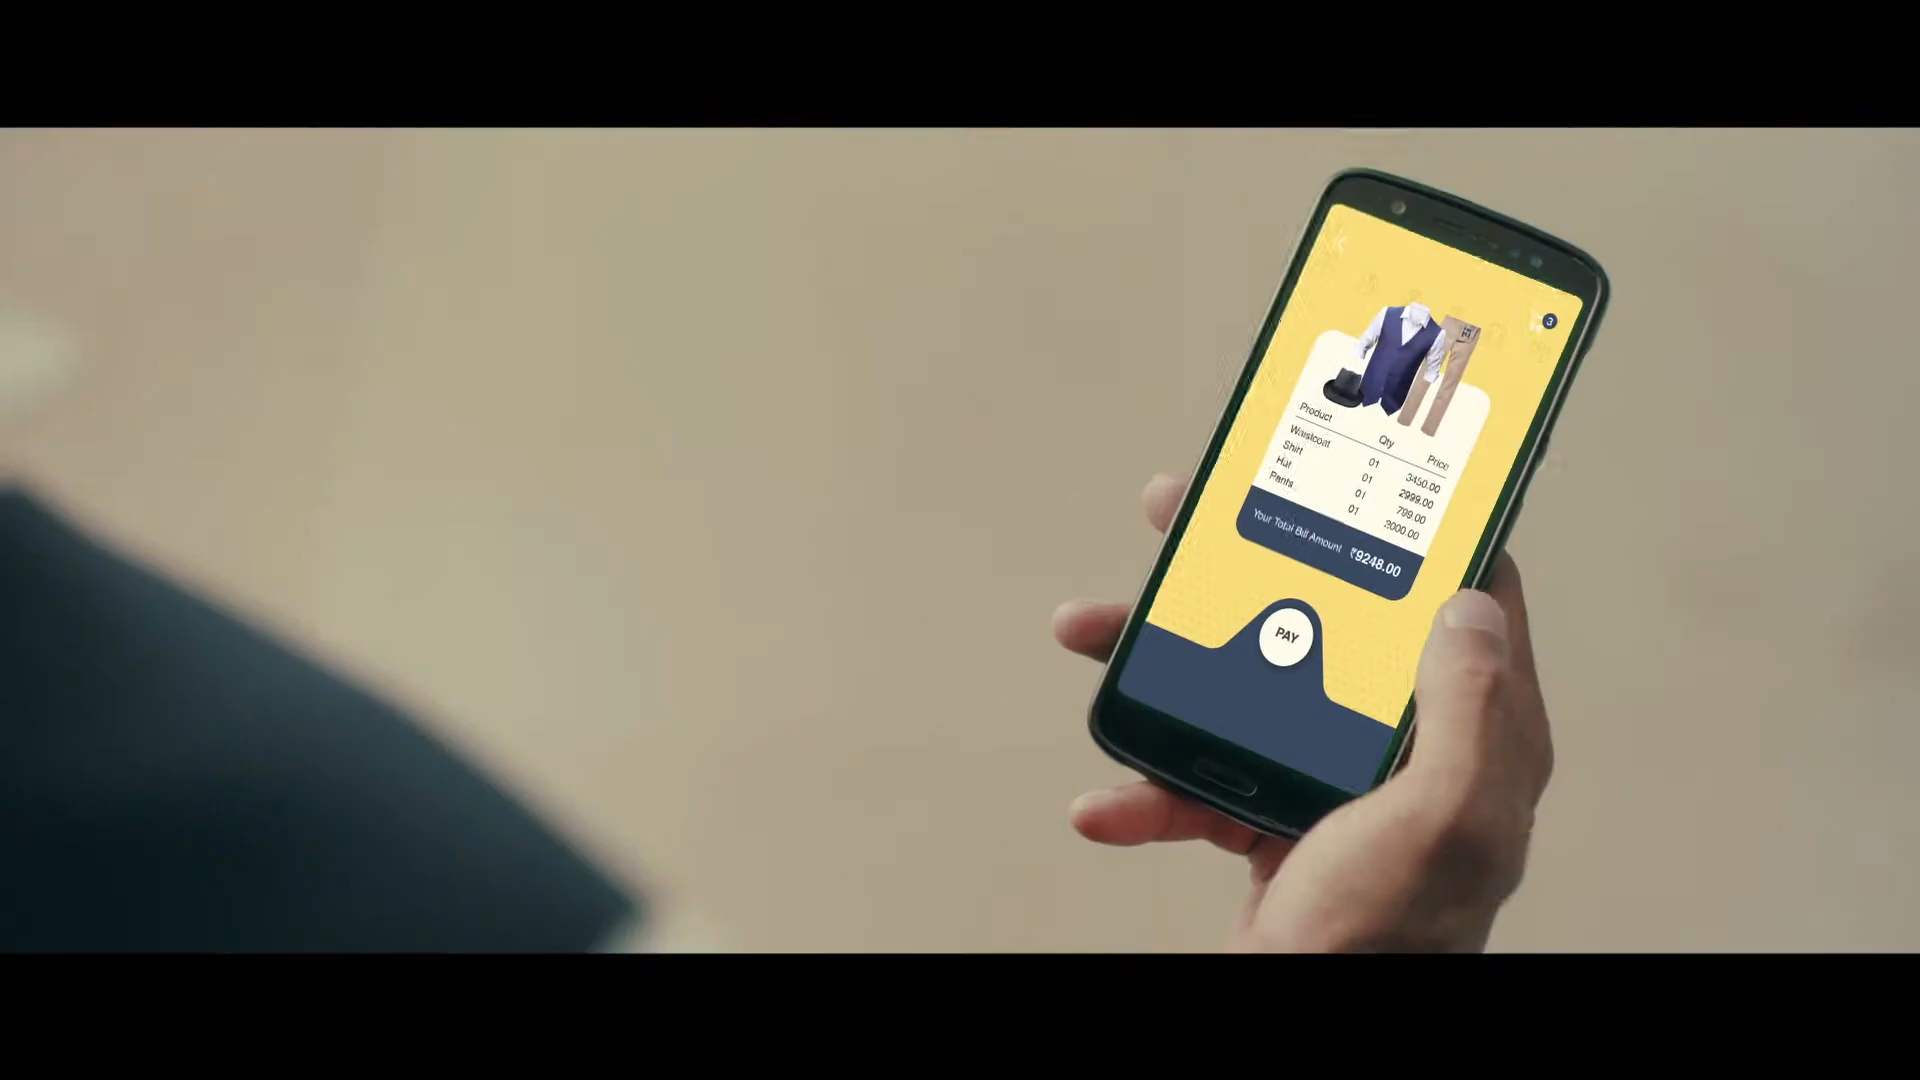 3
Product Qty Price
Waistcoat 01 3450.00
Shirt 01 2999.00
Hat 01 799.00
Pants 01 2000.00
Your Total Bill Amount ₹9248.00
PAY